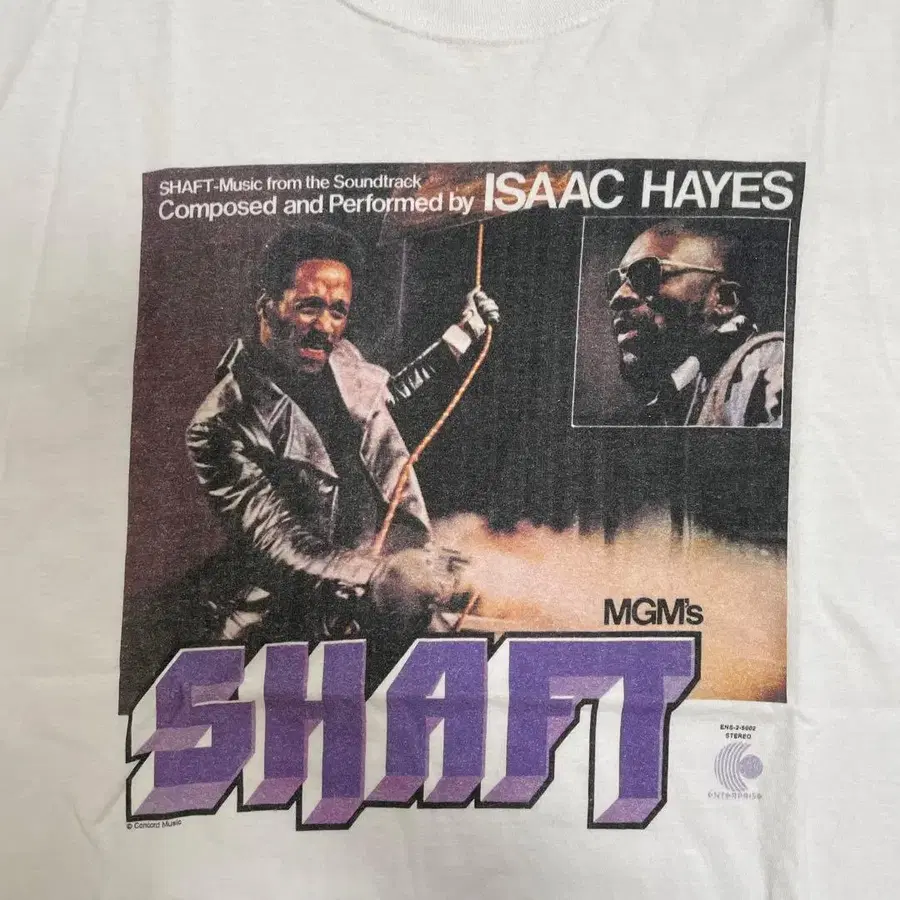 SHAFT-Music from the Soundtrack
Composed and Performed by ISAAC HAYES
MGM's
SHAFT
ENS-2-5002
STEREO
ENTERPRISE
© Concord Music